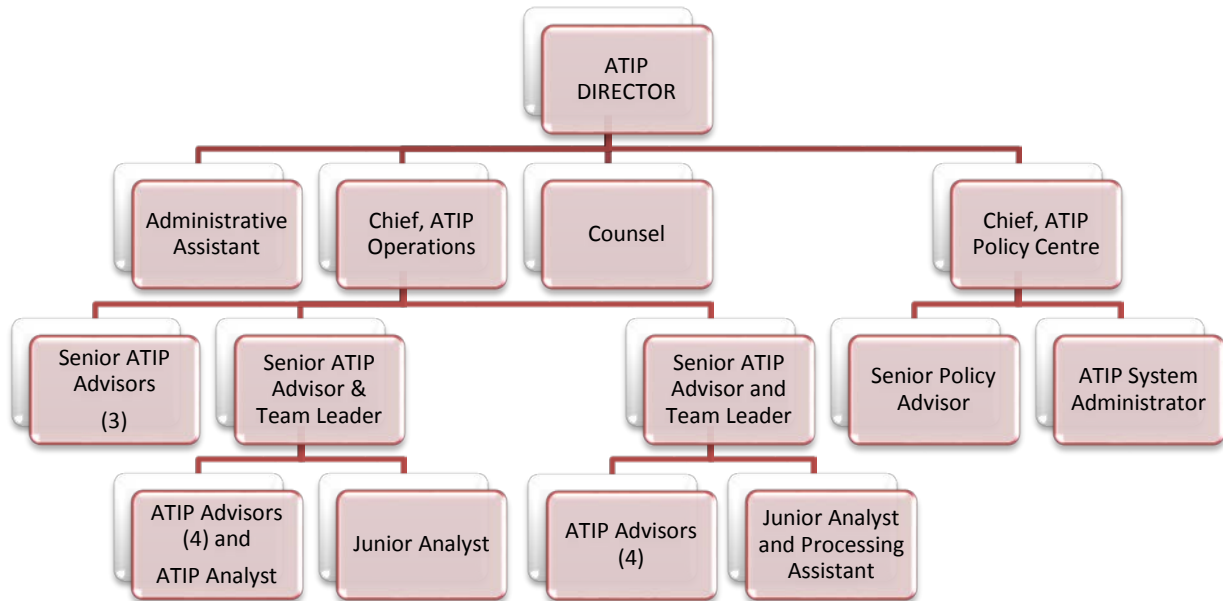 ATIP
DIRECTOR
Administrative
Assistant
Chief, ATIP
Operations
Counsel
Chief, ATIP
Policy Centre
Senior ATIP
Advisors
(3)
Senior ATIP
Advisor &
Team Leader
Senior ATIP
Advisor and
Team Leader
Senior Policy
Advisor
ATIP System
Administrator
ATIP Advisors
(4) and
ATIP Analyst
Junior Analyst
ATIP Advisors
(4)
Junior Analyst
and Processing
Assistant